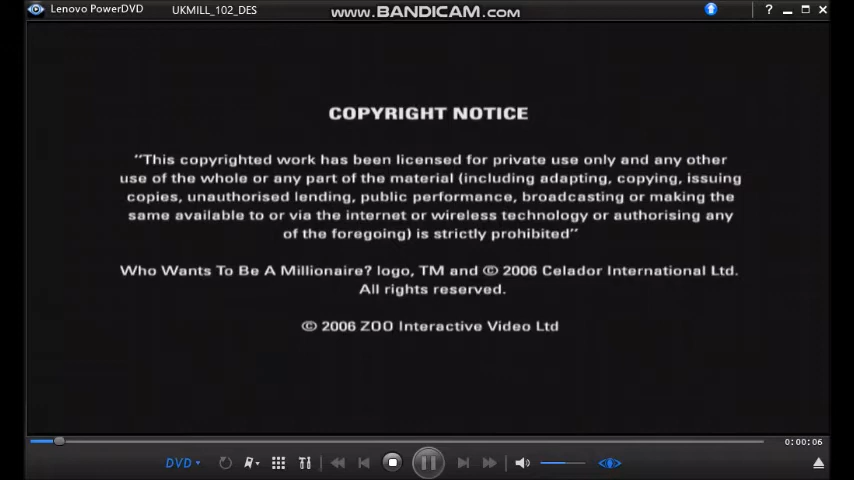 Lenovo PowerDVD UKMILL_102_DES www.BANDICAM.com ?
COPYRIGHT NOTICE
"This copyrighted work has been licensed for private use only and any other
use of the whole or any part of the material (including adapting, copying, issuing
copies, unauthorised lending, public performance, broadcasting or making the
same available to or via the internet or wireless technology or authorising any
of the foregoing) is strictly prohibited"
Who Wants To Be A Millionaire? logo, TM and © 2006 Celador International Ltd.
All rights reserved.
© 2006 ZOO Interactive Video Ltd
0:00:06
DVD